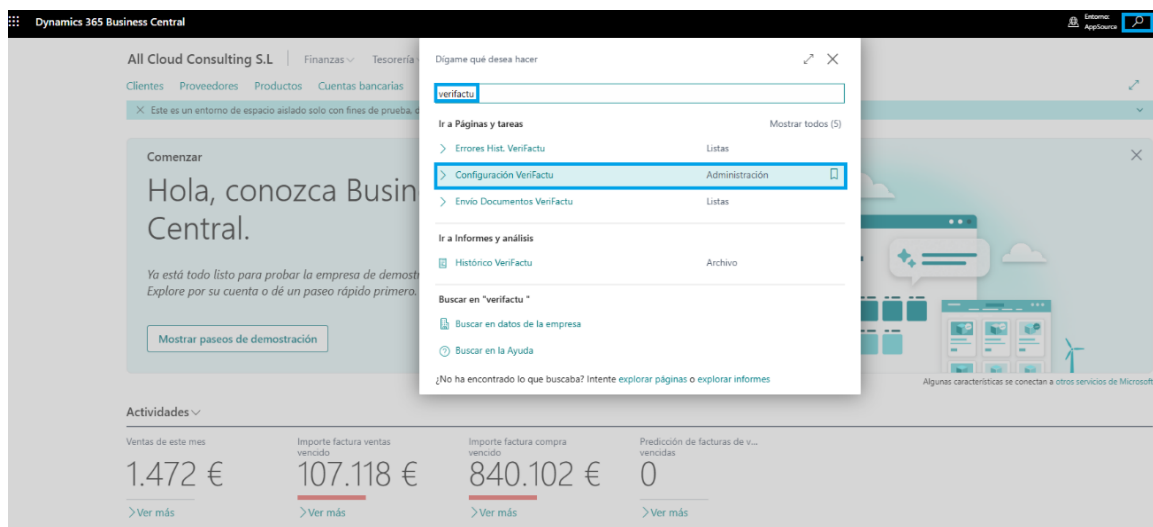 Dynamics 365 Business Central
Entorno:
AppSource
All Cloud Consulting S.L
Finanzas
Tesorería
Clientes
Proveedores
Productos
Cuentas bancarias
Este es un entorno de espacio aislado solo con fines de prueba,
Comenzar
Hola, conozca Busin
Central.
Ya está todo listo para probar la empresa de demost
Explore por su cuenta o dé un paseo rápido primero.
Mostrar paseos de demostración
Dígame qué desea hacer
verifactu
Ir a Páginas y tareas
Mostrar todos (5)
Errores Hist. VeriFactu
Listas
Configuración VeriFactu
Administración
Envío Documentos VeriFactu
Listas
Ir a Informes y análisis
Histórico VeriFactu
Archivo
Buscar en "verifactu "
Buscar en datos de la empresa
Buscar en la Ayuda
¿No ha encontrado lo que buscaba? Intente explorar páginas o explorar informes
Algunas características se conectan a otros servicios de Microsoft
Actividades
Ventas de este mes
1.472 €
Ver más
Importe factura ventas
vencido
107.118 €
Ver más
Importe factura compra
vencido
840.102 €
Ver más
Predicción de facturas de v...
vencidas
0
Ver más